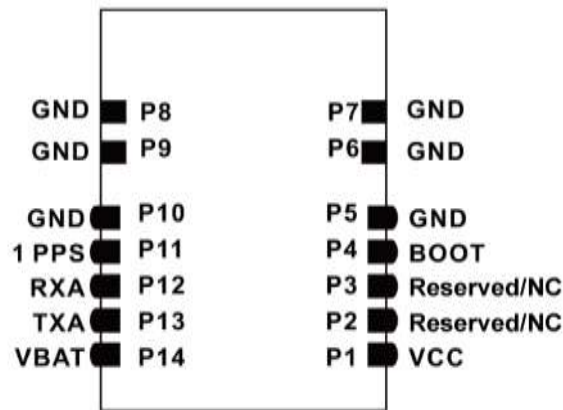 GND P8 P7 GND
GND P9 P6 GND
GND P10 P5 GND
1 PPS P11 P4 BOOT
RXA P12 P3 Reserved/NC
TXA P13 P2 Reserved/NC
VBAT P14 P1 VCC